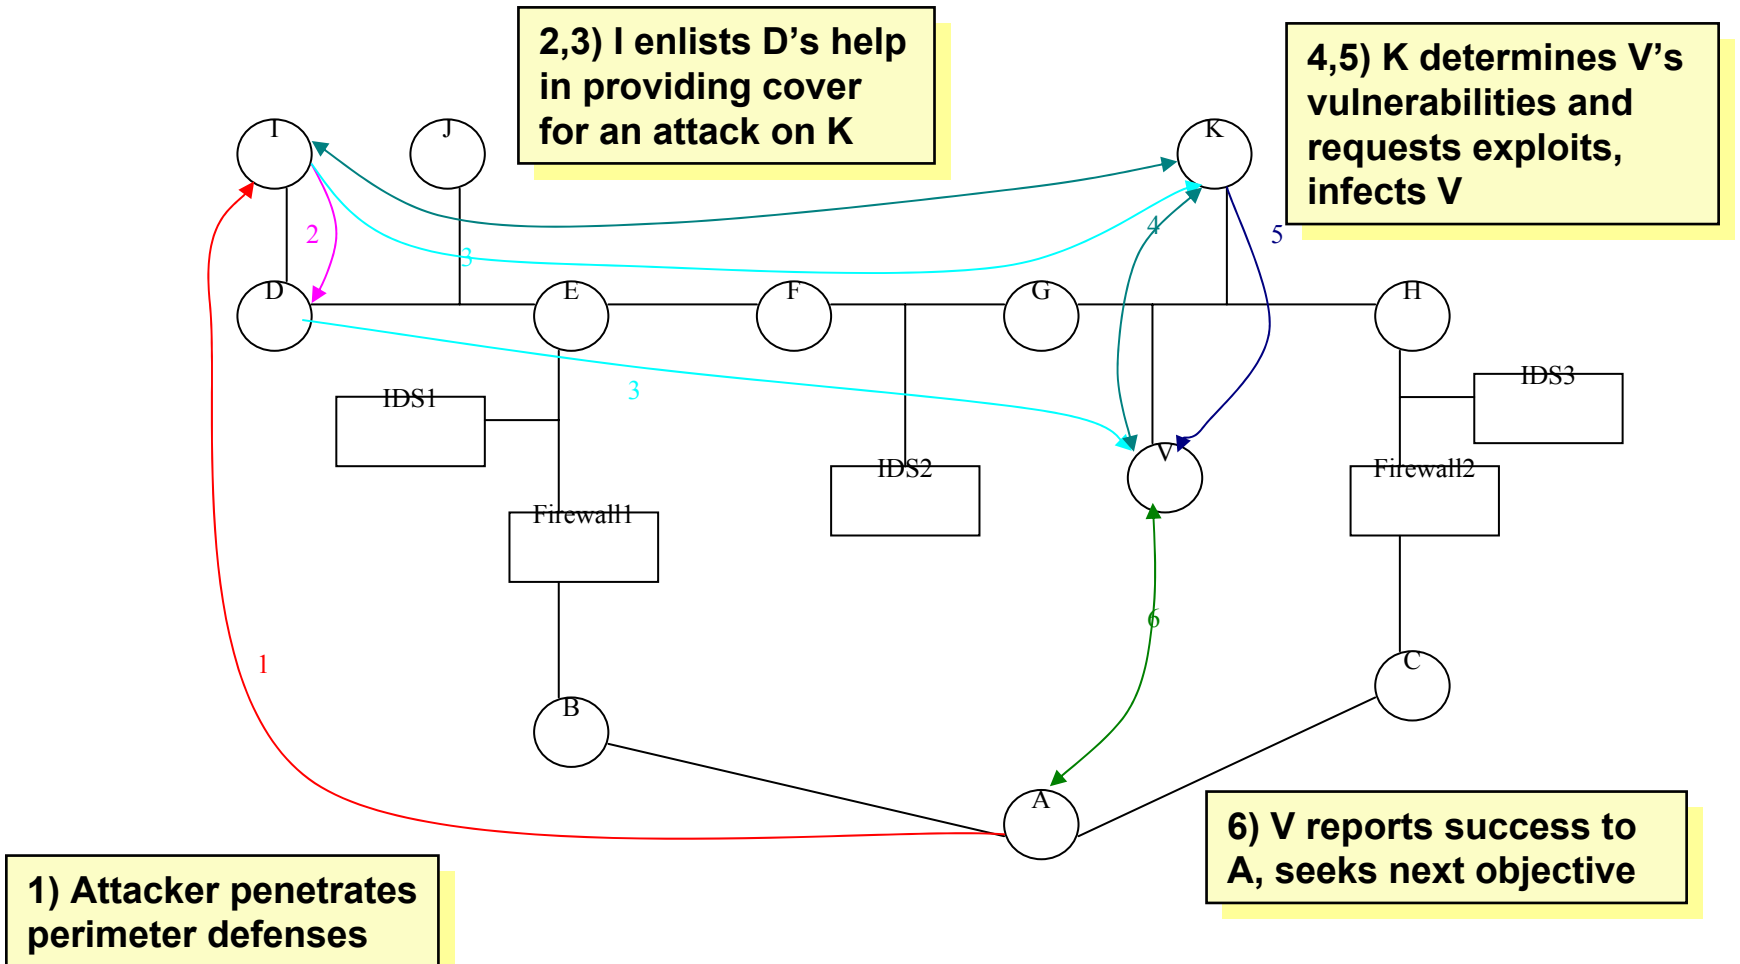 2,3) I enlists D’s help
in providing cover
for an attack on K
4,5) K determines V’s
vulnerabilities and
requests exploits,
infects V
I
J
K
2
3
4
5
D
E
F
G
H
IDS1
3
IDS3
IDS2
V
Firewall2
Firewall1
6
1
C
B
A
6) V reports success to
A, seeks next objective
1) Attacker penetrates
perimeter defenses